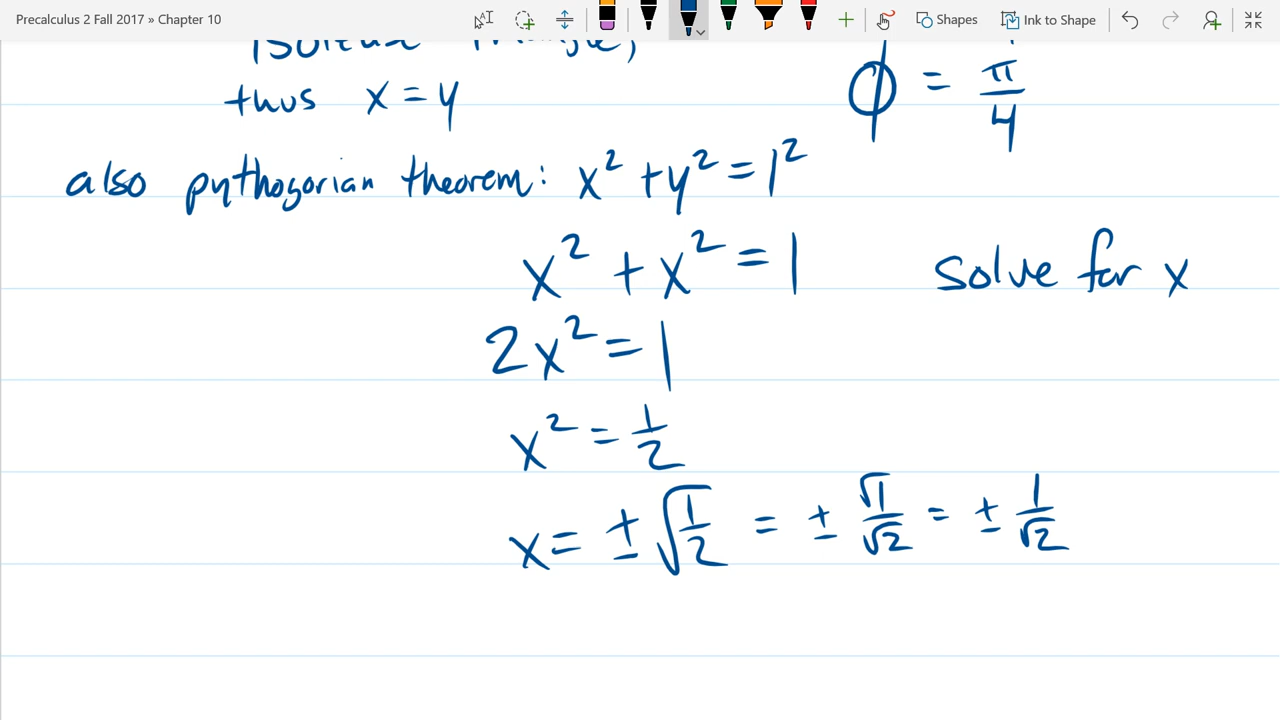 Precalculus 2 Fall 2017 » Chapter 10
Shapes
Ink to Shape
thus x = y
φ = π/4
also pythogorian theorem: x² + y² = 1²
x² + x² = 1 solve for x
2x² = 1
x² = 1/2
x = ± √(1/2) = ± √1/√2 = ± 1/√2